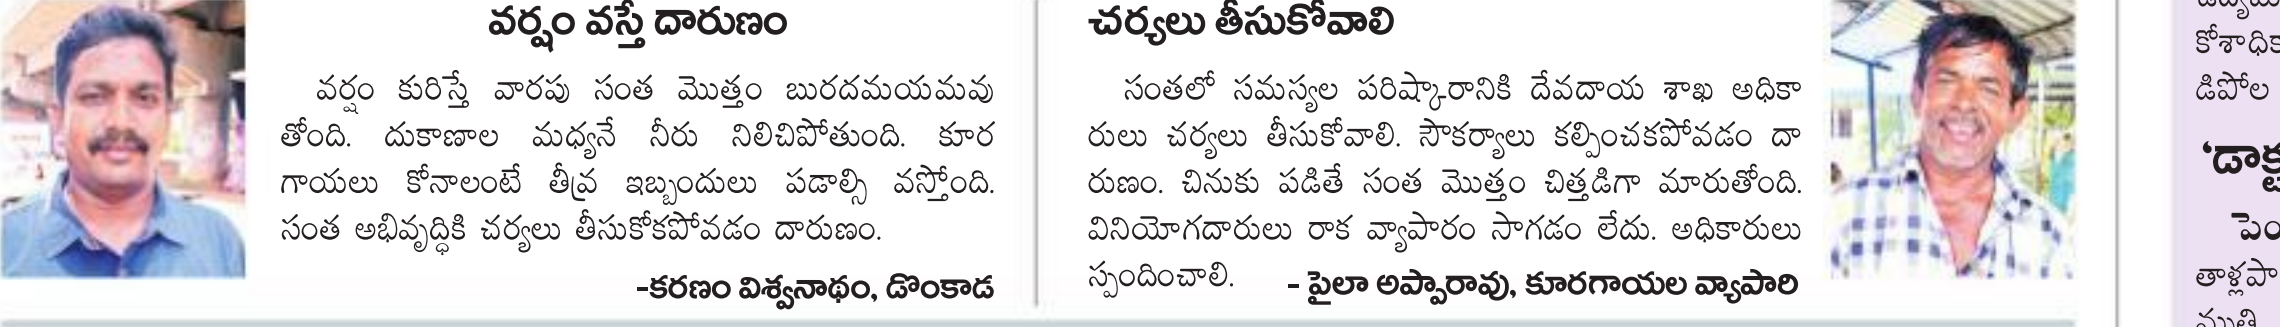 వర్షం వస్తే దారుణం
వర్షం కురిస్తే వారపు సంత మొత్తం బురదమయమవు
తోంది. దుకాణాల మధ్యనే నీరు నిలిచిపోతుంది. కూర
గాయలు కోనాలంటే తీవ్ర ఇబ్బందులు పడాల్సి వస్తోంది.
సంత అభివృద్ధికి చర్యలు తీసుకోకపోవడం దారుణం.
-కరణం విశ్వనాథం, డొంకాడ
చర్యలు తీసుకోవాలి
సంతలో సమస్యల పరిష్కారానికి దేవదాయ శాఖ అధికా
రులు చర్యలు తీసుకోవాలి. సౌకర్యాలు కల్పించకపోవడం దా
రుణం. చినుకు పడితే సంత మొత్తం చిత్తడిగా మారుతోంది.
వినియోగదారులు రాక వ్యాపారం సాగడం లేదు. అధికారులు
స్పందించాలి. - పైలా అప్పారావు, కూరగాయల వ్యాపారి
డిపోల